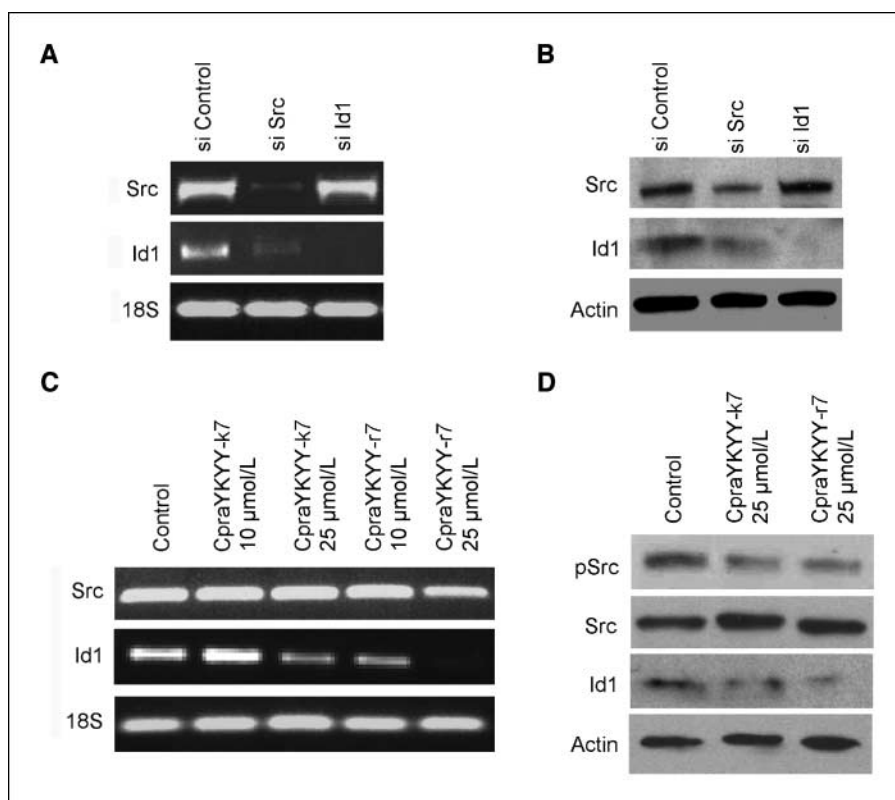 A
si Control
si Src
si Id1
Src
Id1
18S
B
si Control
si Src
si Id1
Src
Id1
Actin
C
Control
CpraYKYY-k7
10 µmol/L
CpraYKYY-k7
25 µmol/L
CpraYKYY-r7
10 µmol/L
CpraYKYY-r7
25 µmol/L
Src
Id1
18S
D
Control
CpraYKYY-k7
25 µmol/L
CpraYKYY-r7
25 µmol/L
pSrc
Src
Id1
Actin